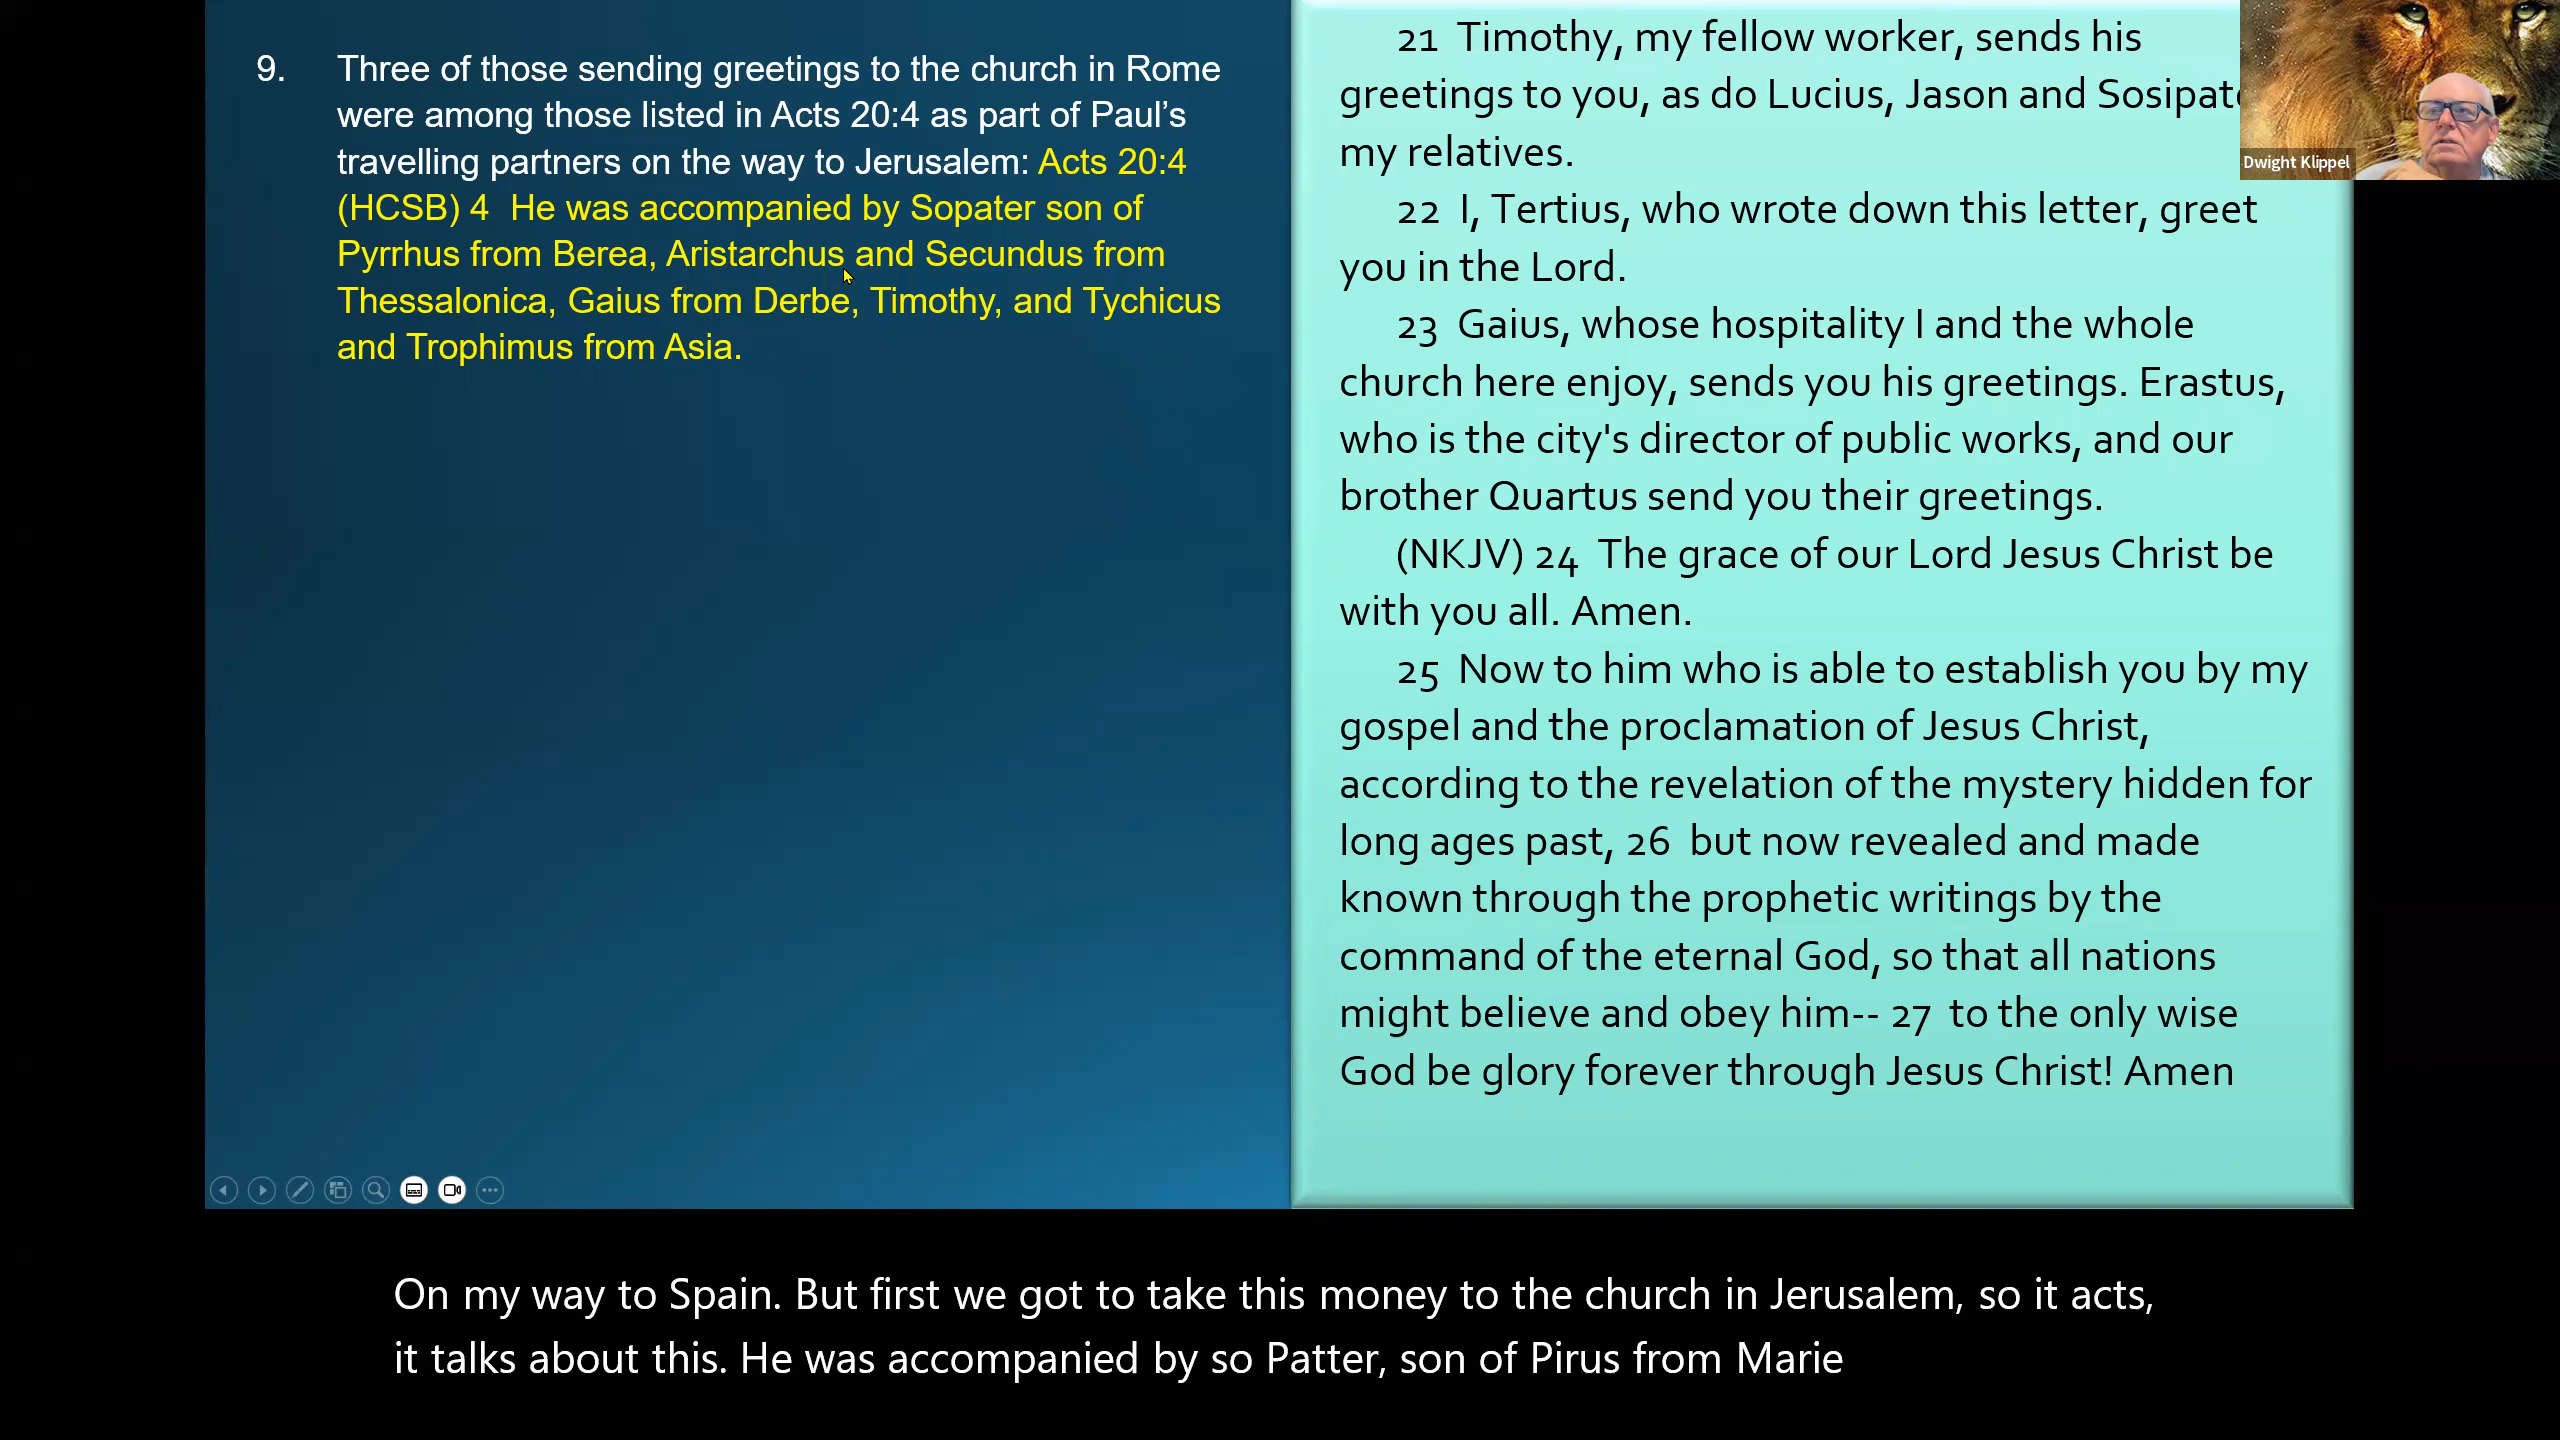 9. Three of those sending greetings to the church in Rome
were among those listed in Acts 20:4 as part of Paul’s
travelling partners on the way to Jerusalem: Acts 20:4
(HCSB) 4 He was accompanied by Sopater son of
Pyrrhus from Berea, Aristarchus and Secundus from
Thessalonica, Gaius from Derbe, Timothy, and Tychicus
and Trophimus from Asia.
21 Timothy, my fellow worker, sends his
greetings to you, as do Lucius, Jason and
my relatives.
22 I, Tertius, who wrote down this letter, greet
you in the Lord.
23 Gaius, whose hospitality I and the whole
church here enjoy, sends you his greetings. Erastus,
who is the city's director of public works, and our
brother Quartus send you their greetings.
(NKJV) 24 The grace of our Lord Jesus Christ be
with you all. Amen.
25 Now to him who is able to establish you by my
gospel and the proclamation of Jesus Christ,
according to the revelation of the mystery hidden for
long ages past, 26 but now revealed and made
known through the prophetic writings by the
command of the eternal God, so that all nations
might believe and obey him-- 27 to the only wise
God be glory forever through Jesus Christ! Amen
Dwight Klippel
On my way to Spain. But first we got to take this money to the church in Jerusalem, so it acts,
it talks about this. He was accompanied by so Patter, son of Pirus from Marie